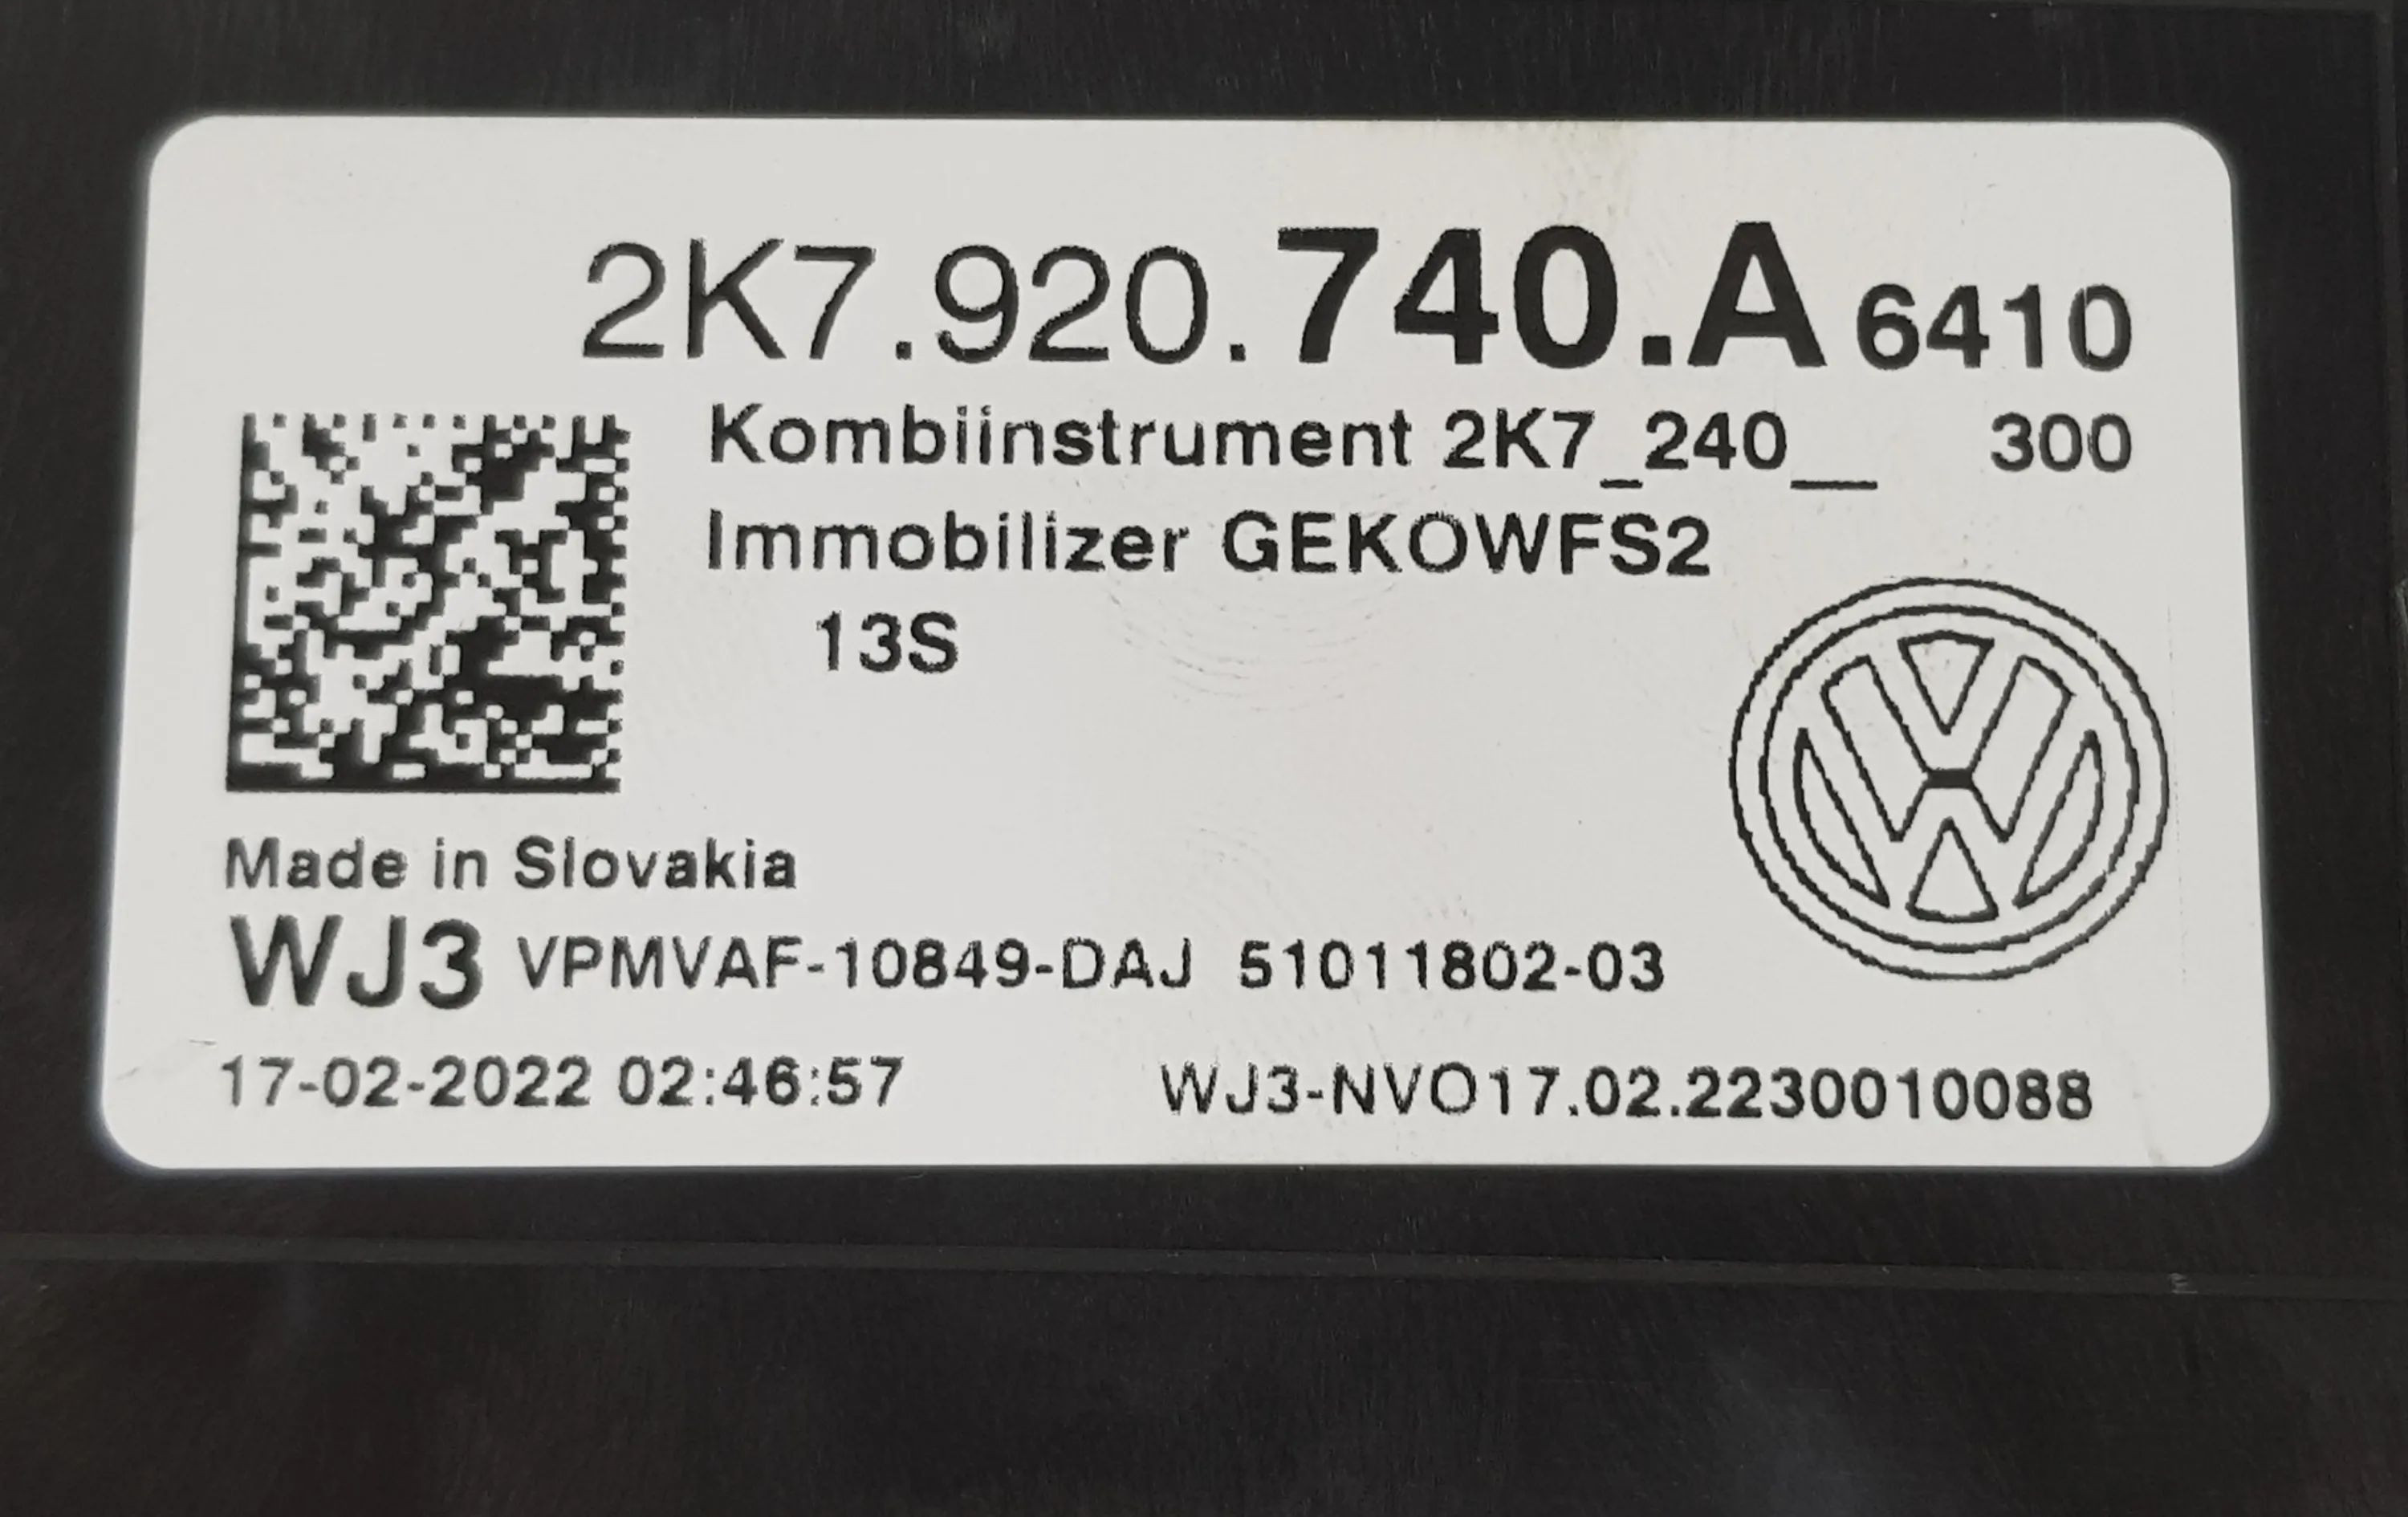 2K7.920.740.A 6410
Kombiinstrument 2K7_240__ 300
Immobilizer GEKOWFS2
13S
Made in Slovakia
WJ3 VPMVAF-10849-DAJ 51011802-03
17-02-2022 02:46:57 WJ3-NVO17.02.2230010088